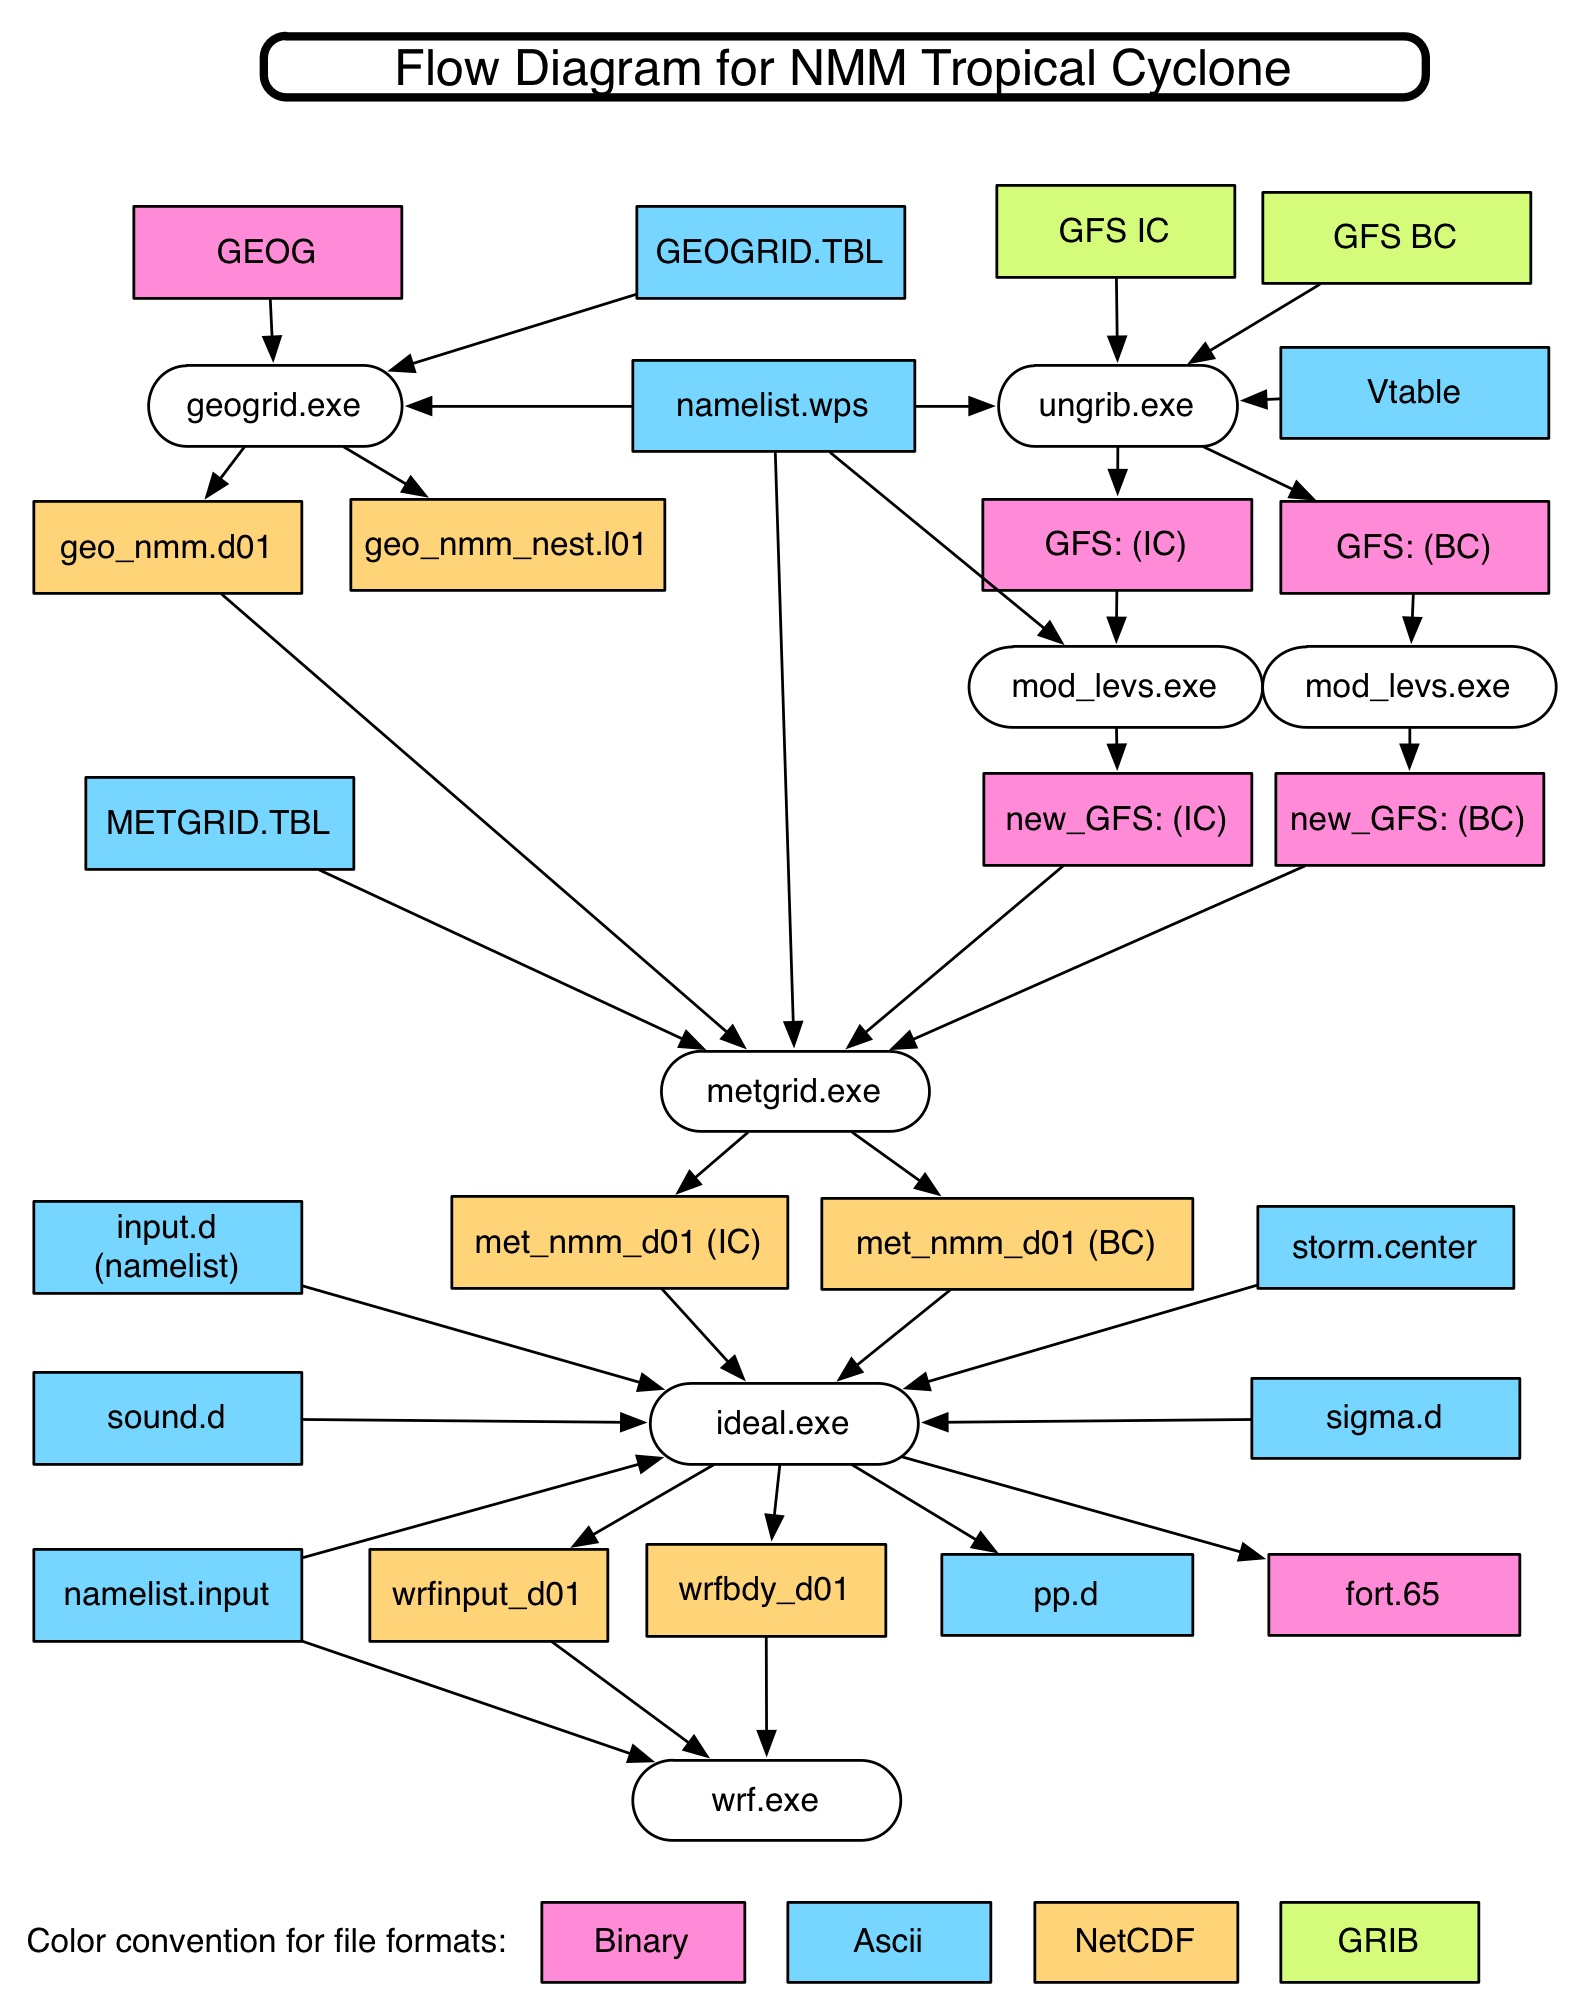 Flow Diagram for NMM Tropical Cyclone
GEOG
GEOGRID.TBL
GFS IC
GFS BC
geogrid.exe
namelist.wps
ungrib.exe
Vtable
geo_nmm.d01
geo_nmm_nest.l01
GFS: (IC)
GFS: (BC)
mod_levs.exe
mod_levs.exe
METGRID.TBL
new_GFS: (IC)
new_GFS: (BC)
metgrid.exe
input.d
(namelist)
met_nmm_d01 (IC)
met_nmm_d01 (BC)
storm.center
sound.d
ideal.exe
sigma.d
namelist.input
wrfinput_d01
wrfbdy_d01
pp.d
fort.65
wrf.exe
Color convention for file formats:
Binary
Ascii
NetCDF
GRIB